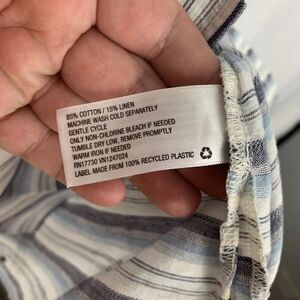 85% COTTON / 15% LINEN
MACHINE WASH COLD SEPARATELY
GENTLE CYCLE
ONLY NON-CHLORINE BLEACH IF NEEDED
TUMBLE DRY LOW, REMOVE PROMPTLY
WARM IRON IF NEEDED
RN17730 VN1247024
LABEL MADE FROM 100% RECYCLED PLASTIC